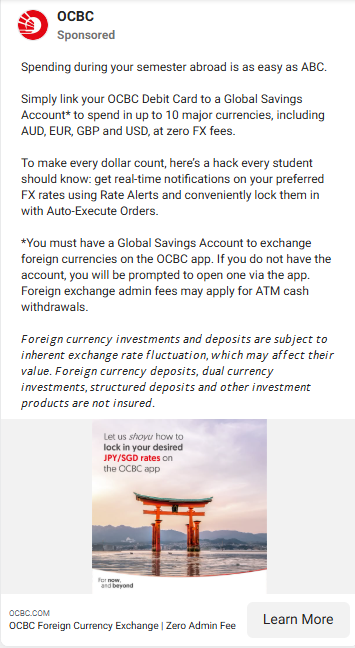 OCBC
Sponsored
Spending during your semester abroad is as easy as ABC.
Simply link your OCBC Debit Card to a Global Savings
Account* to spend in up to 10 major currencies, including
AUD, EUR, GBP and USD, at zero FX fees.
To make every dollar count, here's a hack every student
should know: get real-time notifications on your preferred
FX rates using Rate Alerts and conveniently lock them in
with Auto-Execute Orders.
*You must have a Global Savings Account to exchange
foreign currencies on the OCBC app. If you do not have the
account, you will be prompted to open one via the app.
Foreign exchange admin fees may apply for ATM cash
withdrawals.
Foreign currency investments and deposits are subject to
inherent exchange rate fluctuation, which may affect their
value. Foreign currency deposits, dual currency
investments, structured deposits and other investment
products are not insured.
Let us shoyu how to
lock in your desired
JPY/SGD rates on
the OCBC app
For now,
and beyond
OCBC.COM
OCBC Foreign Currency Exchange | Zero Admin Fee
Learn More